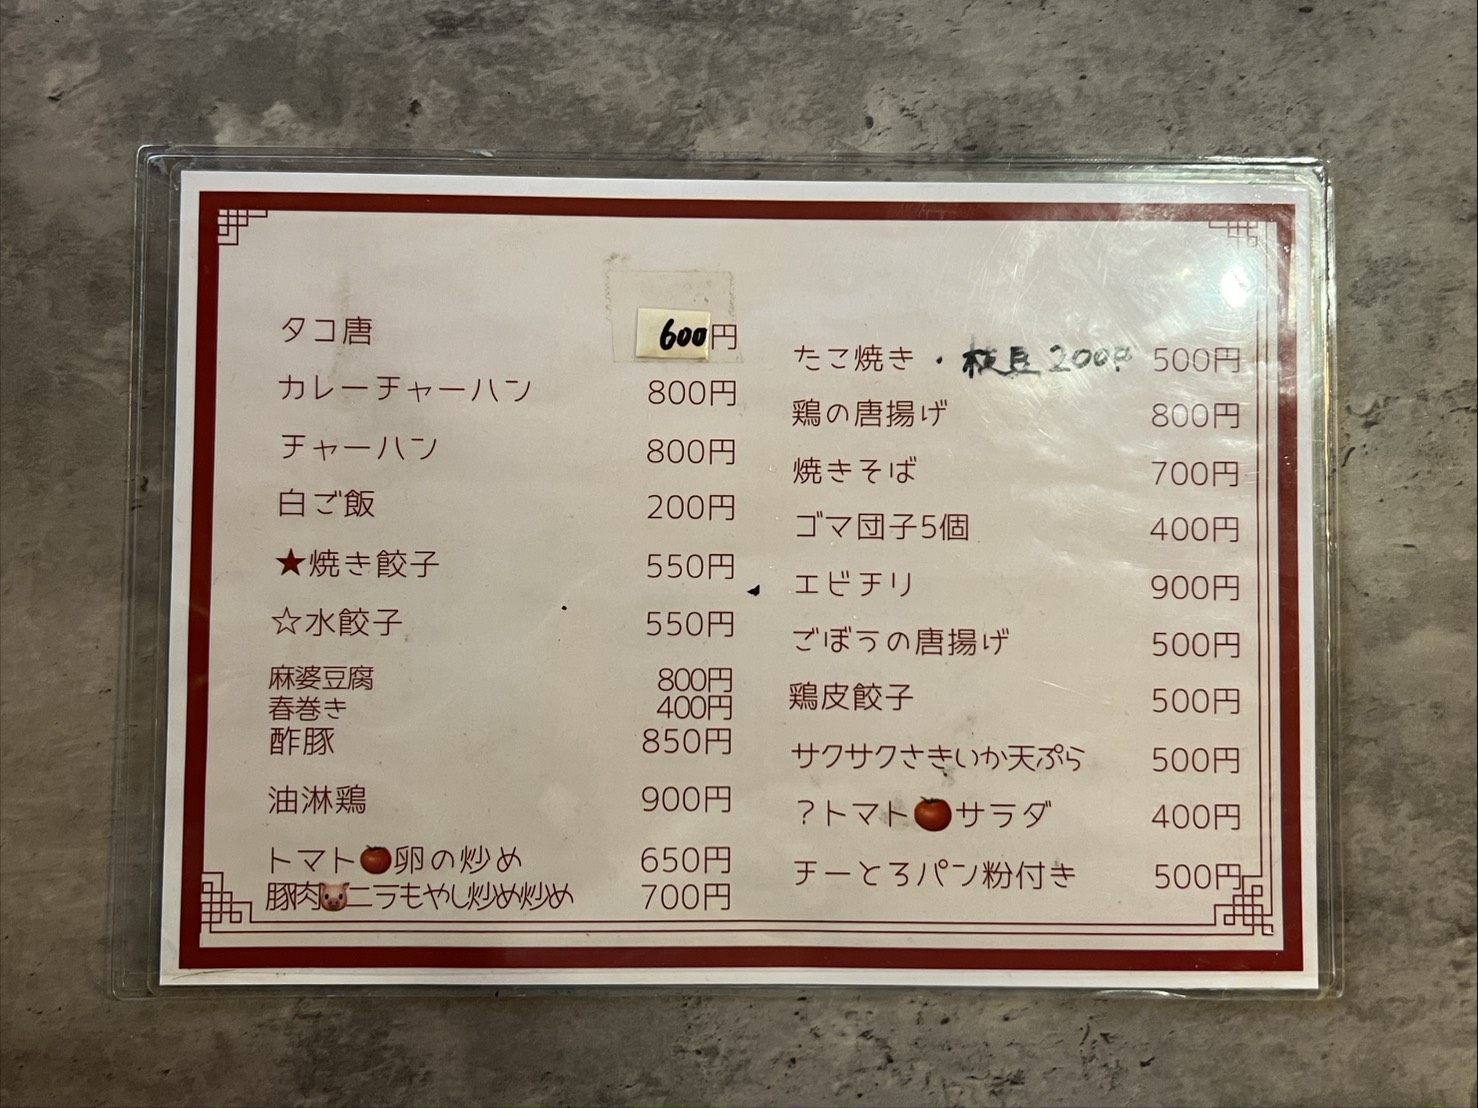 タコ唐 600円
カレーチャーハン 800円
チャーハン 800円
白ご飯 200円
★焼き餃子 550円
☆水餃子 550円
麻婆豆腐 800円
春巻き 400円
酢豚 850円
油淋鶏 900円
トマト🍅卵の炒め 650円
豚肉🐷ニラもやし炒め炒め 700円
たこ焼き ・枝豆200円 500円
鶏の唐揚げ 800円
焼きそば 700円
ゴマ団子5個 400円
エビチリ 900円
ごぼうの唐揚げ 500円
鶏皮餃子 500円
サクサクさきいか天ぷら 500円
？トマト🍅サラダ 400円
チーとろパン粉付き 500円